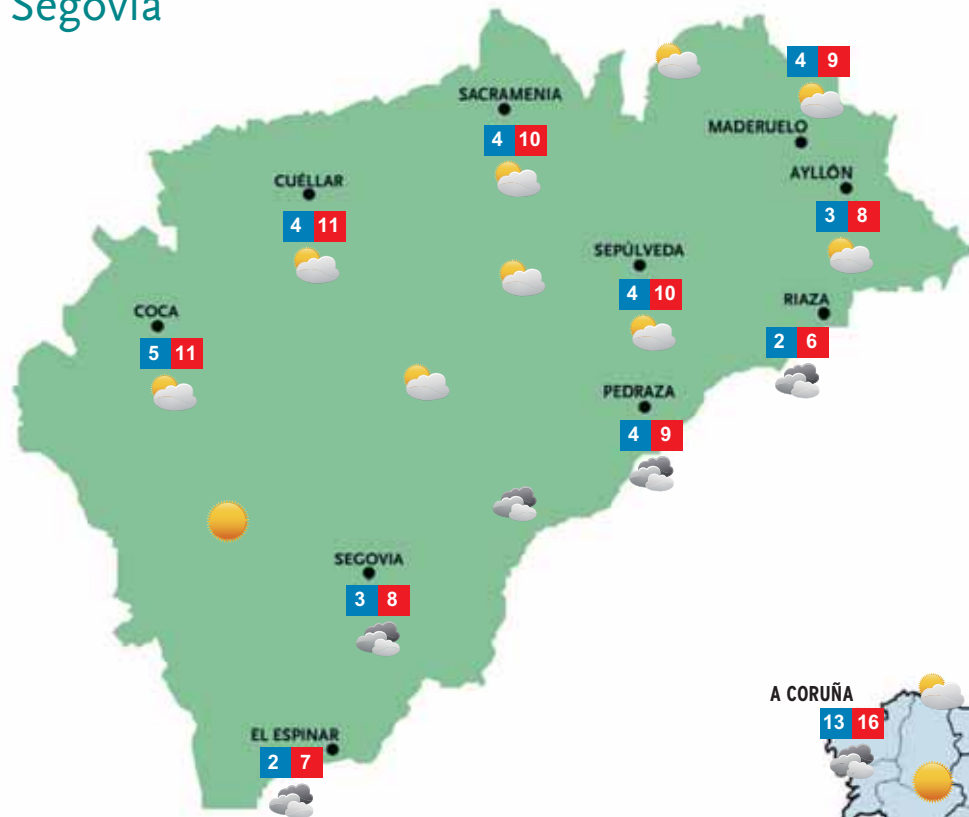 Segovia
4 9
SACRAMENIA
4 10
MADERUELO
AYLLÓN
3 8
CUÉLLAR
4 11
SEPÚLVEDA
4 10
RIAZA
2 6
COCA
5 11
PEDRAZA
4 9
SEGOVIA
3 8
A CORUÑA
13 16
EL ESPINAR
2 7